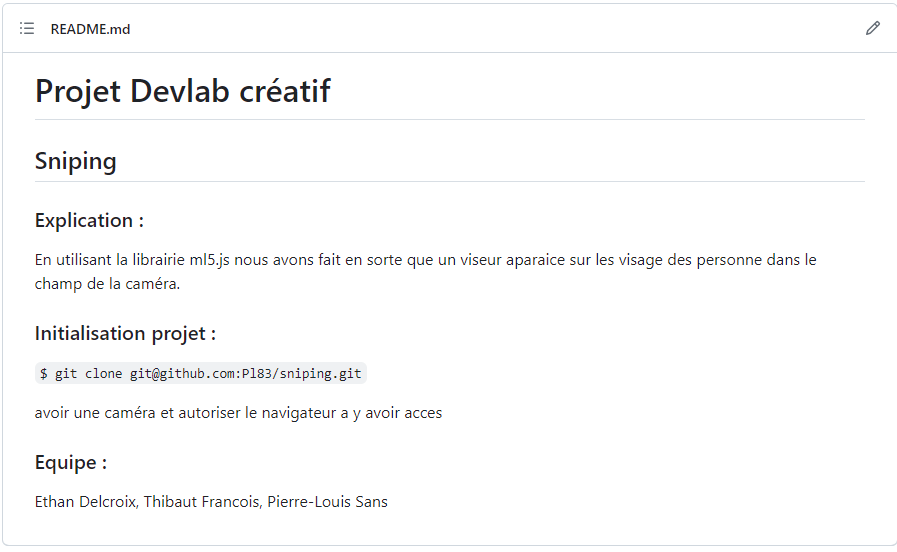 README.md
Projet Devlab créatif
Sniping
Explication :
En utilisant la librairie ml5.js nous avons fait en sorte que un viseur aparaice sur les visage des personne dans le
champ de la caméra.
Initialisation projet :
$ git clone git@github.com:Pl83/sniping.git
avoir une caméra et autoriser le navigateur a y avoir acces
Equipe :
Ethan Delcroix, Thibaut Francois, Pierre-Louis Sans